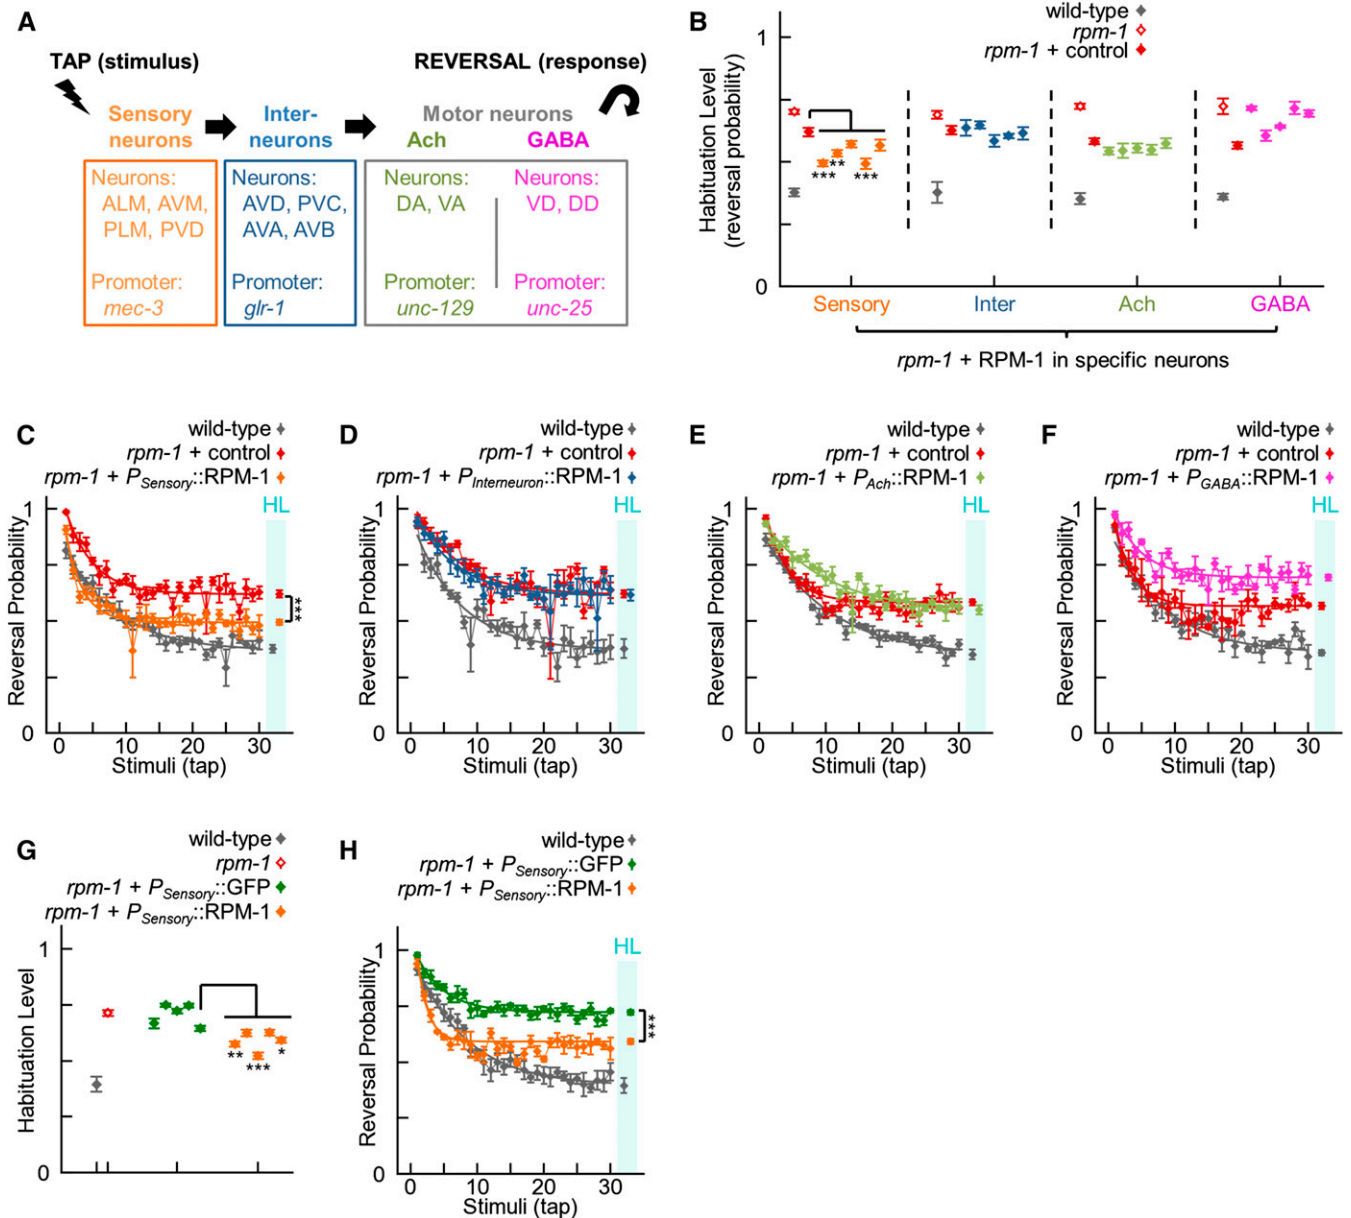 A
TAP (stimulus)
REVERSAL (response)
Sensory neurons
Inter-neurons
Motor neurons
Ach
GABA
Neurons:
ALM, AVM,
PLM, PVD
Promoter:
mec-3
Neurons:
AVD, PVC,
AVA, AVB
Promoter:
glr-1
Neurons:
DA, VA
Promoter:
unc-129
Neurons:
VD, DD
Promoter:
unc-25
B
wild-type
rpm-1
rpm-1 + control
Habituation Level
(reversal probability)
1
0
***
**
***
Sensory
Inter
Ach
GABA
rpm-1 + RPM-1 in specific neurons
C
wild-type
rpm-1 + control
rpm-1 + PSensory::RPM-1
HL
Reversal Probability
1
0
***
0 10 20 30
Stimuli (tap)
D
wild-type
rpm-1 + control
rpm-1 + PInterneuron::RPM-1
HL
Reversal Probability
1
0
0 10 20 30
Stimuli (tap)
E
wild-type
rpm-1 + control
rpm-1 + PAch::RPM-1
HL
Reversal Probability
1
0
0 10 20 30
Stimuli (tap)
F
wild-type
rpm-1 + control
rpm-1 + PGABA::RPM-1
HL
Reversal Probability
1
0
0 10 20 30
Stimuli (tap)
G
wild-type
rpm-1
rpm-1 + PSensory::GFP
rpm-1 + PSensory::RPM-1
Habituation Level
1
0
**
***
*
H
wild-type
rpm-1 + PSensory::GFP
rpm-1 + PSensory::RPM-1
HL
Reversal Probability
1
0
***
0 10 20 30
Stimuli (tap)